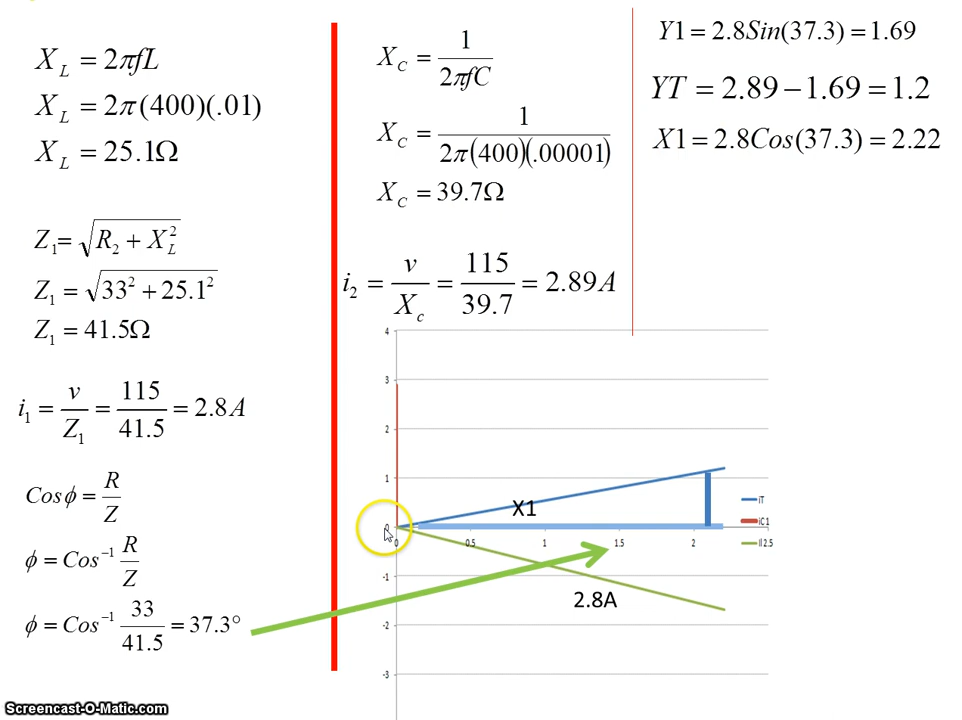 X_L = 2πfL
X_L = 2π(400)(.01)
X_L = 25.1Ω
Z_1= √(R_2 + X_L^2)
Z_1 = √(33^2 + 25.1^2)
Z_1 = 41.5Ω
i_1 = v/Z_1 = 115/41.5 = 2.8A
Cosϕ = R/Z
ϕ = Cos^-1 R/Z
ϕ = Cos^-1 33/41.5 = 37.3°
X_C = 1/2πfC
X_C = 1/2π(400)(.00001)
X_C = 39.7Ω
i_2 = v/X_c = 115/39.7 = 2.89A
Y1 = 2.8Sin(37.3) = 1.69
YT = 2.89 − 1.69 = 1.2
X1 = 2.8Cos(37.3) = 2.22
4
3
2
1
0
-1
-2
-3
0 0.5 1 1.5 2 2.5
X1
2.8A
iT
iC1
Il
Screencast-O-Matic.com